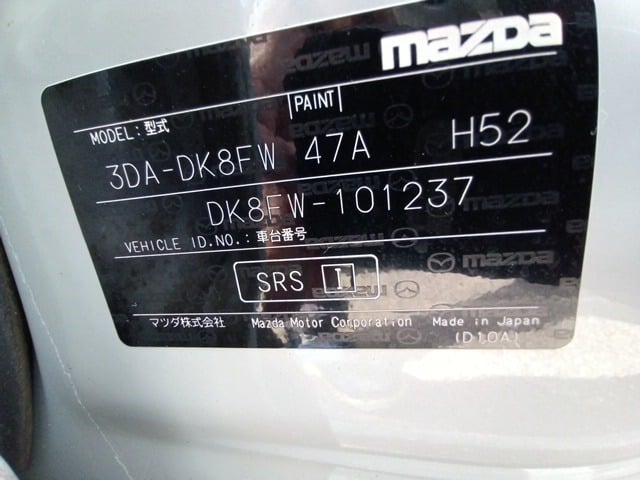 mazda
PAINT
MODEL: 型式
3DA-DK8FW 47A H52
DK8FW-101237
VEHICLE ID.NO.: 車台番号
SRS I
マツダ株式会社 Mazda Motor Corporation Made in Japan
(D10A)